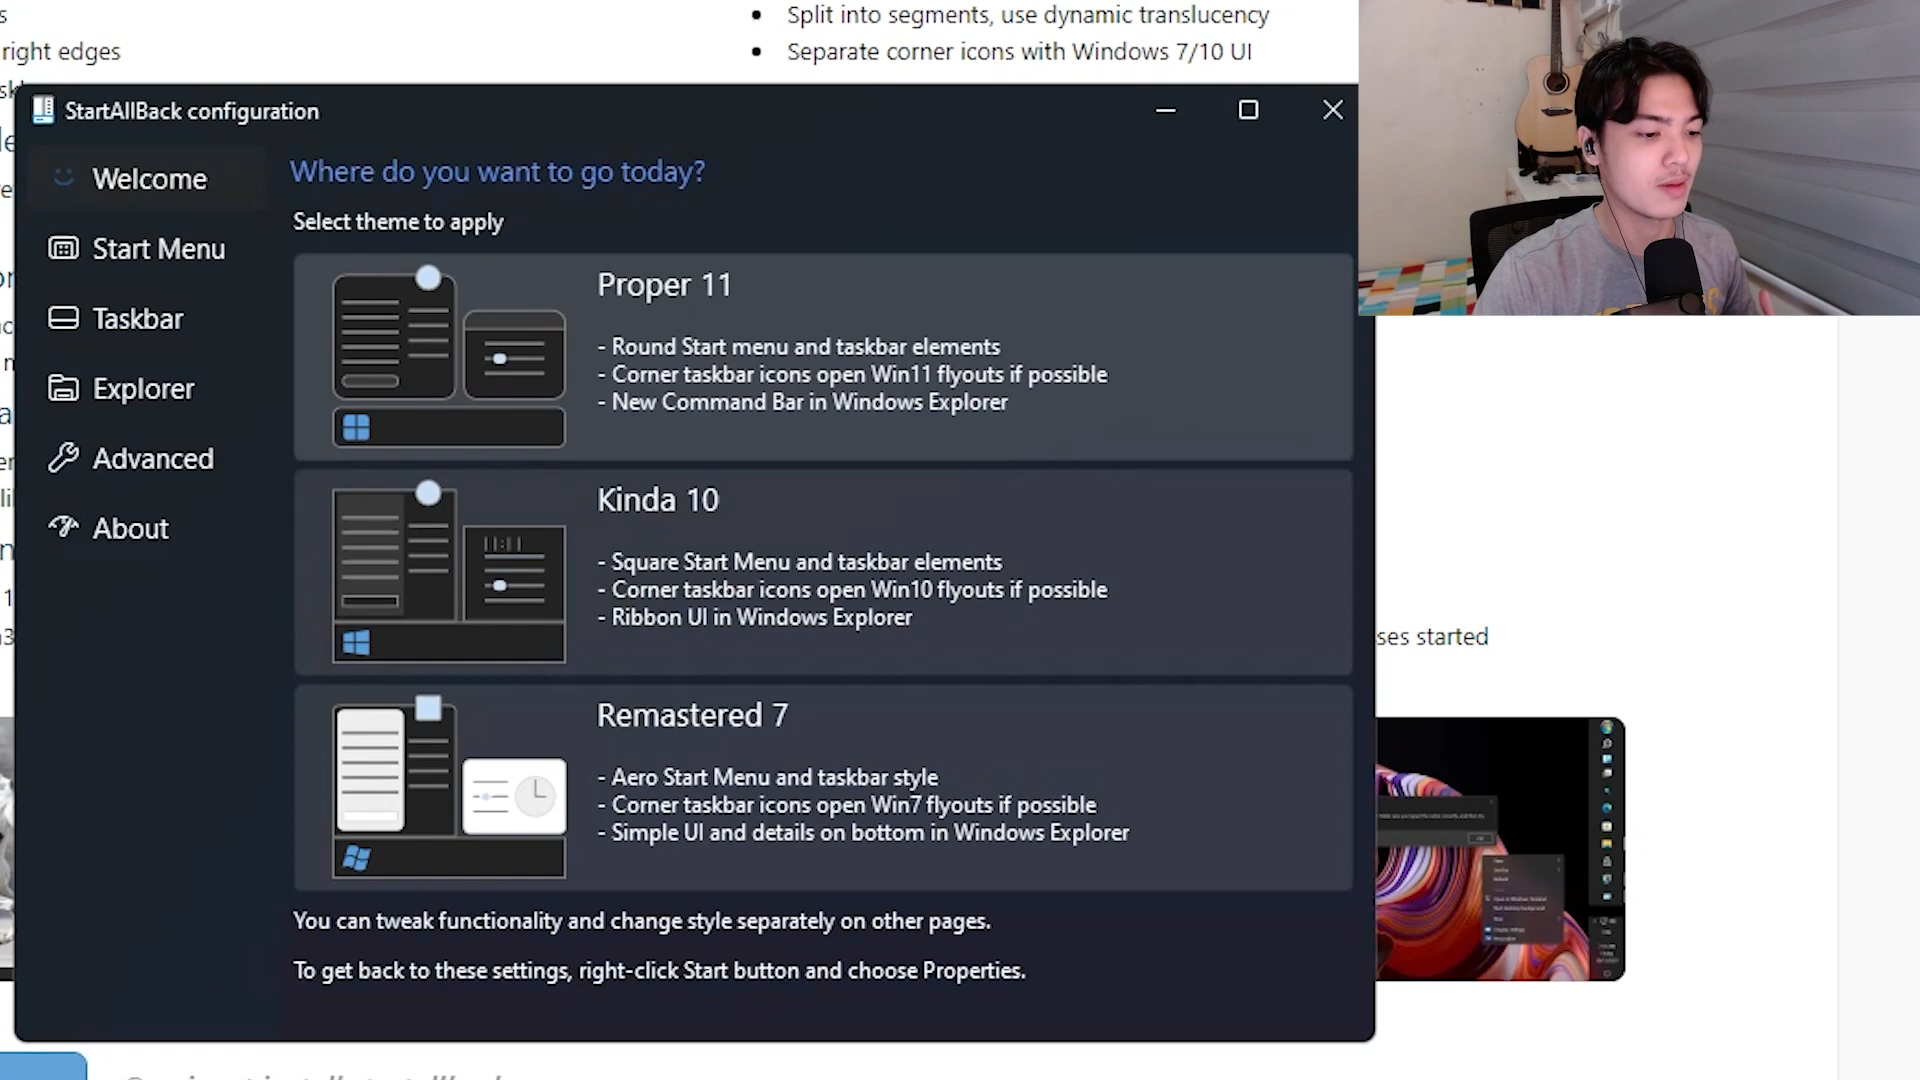 Split into segments, use dynamic translucency
right edges
Separate corner icons with Windows 7/10 UI
StartAllBack configuration
Welcome
Start Menu
Taskbar
Explorer
Advanced
About
Where do you want to go today?
Select theme to apply
Proper 11
- Round Start menu and taskbar elements
- Corner taskbar icons open Win11 flyouts if possible
- New Command Bar in Windows Explorer
Kinda 10
11:11
- Square Start Menu and taskbar elements
- Corner taskbar icons open Win10 flyouts if possible
- Ribbon UI in Windows Explorer
Remastered 7
- Aero Start Menu and taskbar style
- Corner taskbar icons open Win7 flyouts if possible
- Simple UI and details on bottom in Windows Explorer
You can tweak functionality and change style separately on other pages.
To get back to these settings, right-click Start button and choose Properties.
ses started